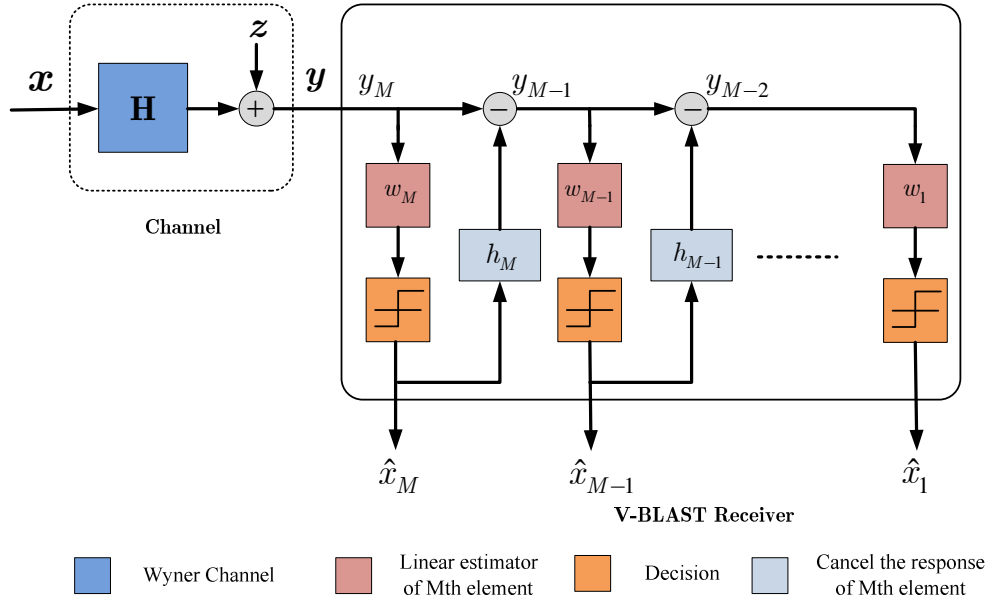 x
H
z
+
y
Channel
y_M
−
y_{M−1}
−
y_{M−2}
w_M
w_{M−1}
w_1
h_M
h_{M−1}
x̂_M
x̂_{M−1}
x̂_1
V-BLAST Receiver
Wyner Channel
Linear estimator
of Mth element
Decision
Cancel the response
of Mth element